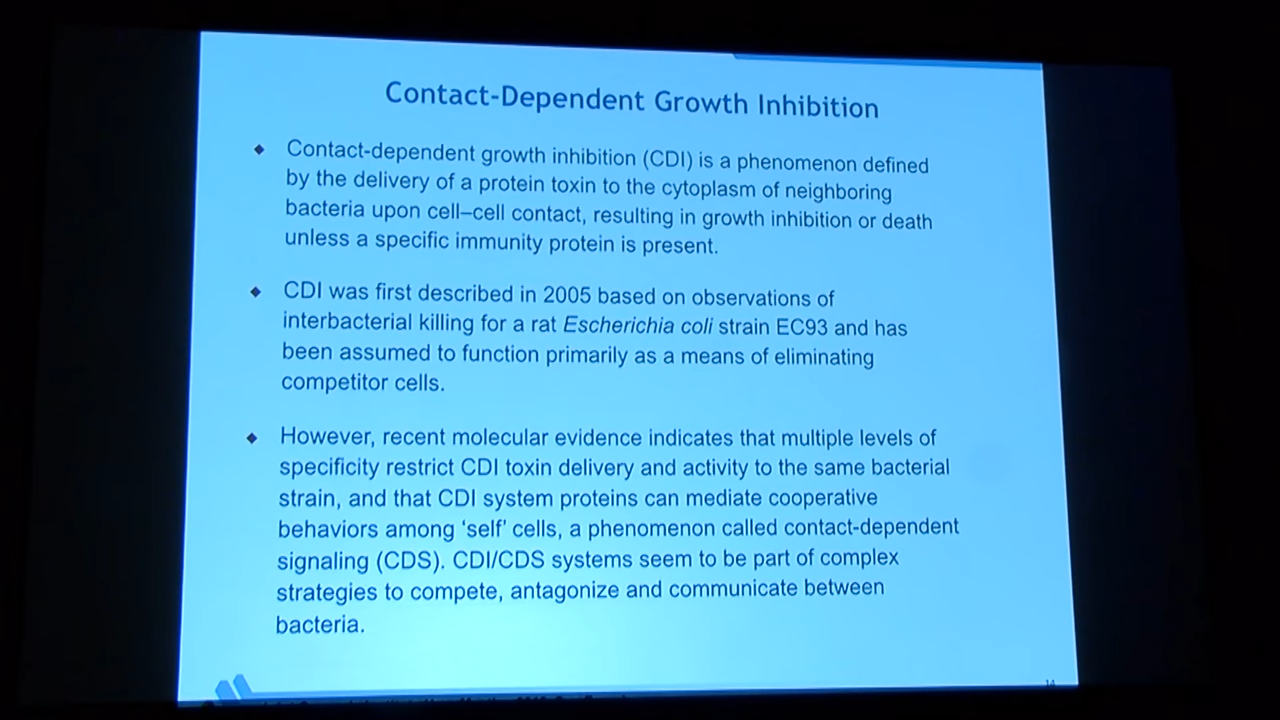 Contact-Dependent Growth Inhibition
◆ Contact-dependent growth inhibition (CDI) is a phenomenon defined
by the delivery of a protein toxin to the cytoplasm of neighboring
bacteria upon cell–cell contact, resulting in growth inhibition or death
unless a specific immunity protein is present.
◆ CDI was first described in 2005 based on observations of
interbacterial killing for a rat Escherichia coli strain EC93 and has
been assumed to function primarily as a means of eliminating
competitor cells.
◆ However, recent molecular evidence indicates that multiple levels of
specificity restrict CDI toxin delivery and activity to the same bacterial
strain, and that CDI system proteins can mediate cooperative
behaviors among ‘self’ cells, a phenomenon called contact-dependent
signaling (CDS). CDI/CDS systems seem to be part of complex
strategies to compete, antagonize and communicate between
bacteria.
14